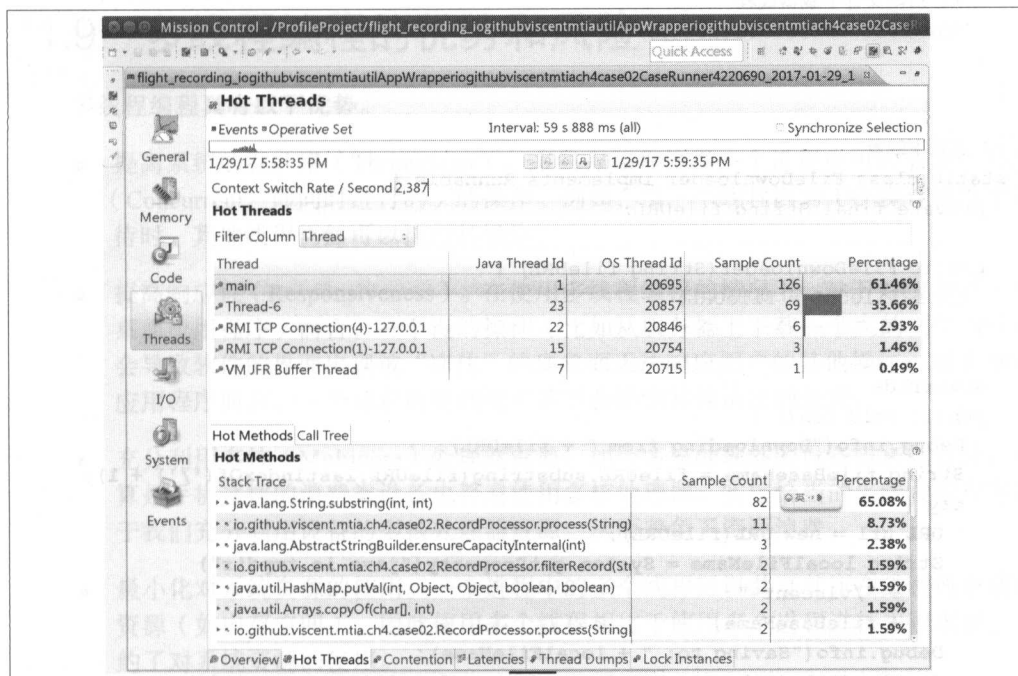 Mission Control - /ProfileProject/flight_recording_iogithubviscentmtiautilAppWrapperiogithubviscentmtiach4case02CaseR
Quick Access
flight_recording_iogithubviscentmtiautilAppWrapperiogithubviscentmtiach4case02CaseRunner4220690_2017-01-29_1
Hot Threads
Events Operative Set Interval: 59 s 888 ms (all) Synchronize Selection
1/29/17 5:58:35 PM 1/29/17 5:59:35 PM
General
Memory
Code
Threads
I/O
System
Events
Context Switch Rate / Second 2,387
Hot Threads
Filter Column Thread
Thread Java Thread Id OS Thread Id Sample Count Percentage
main 1 20695 126 61.46%
Thread-6 23 20857 69 33.66%
RMI TCP Connection(4)-127.0.0.1 22 20846 6 2.93%
RMI TCP Connection(1)-127.0.0.1 15 20754 3 1.46%
VM JFR Buffer Thread 7 20715 1 0.49%
Hot Methods Call Tree
Hot Methods
Stack Trace Sample Count Percentage
java.lang.String.substring(int, int) 82 65.08%
io.github.viscent.mtia.ch4.case02.RecordProcessor.process(String) 11 8.73%
java.lang.AbstractStringBuilder.ensureCapacityInternal(int) 3 2.38%
io.github.viscent.mtia.ch4.case02.RecordProcessor.filterRecord(Str 2 1.59%
java.util.HashMap.putVal(int, Object, Object, boolean, boolean) 2 1.59%
java.util.Arrays.copyOf(char[], int) 2 1.59%
io.github.viscent.mtia.ch4.case02.RecordProcessor.process(String[ 2 1.59%
英
Overview Hot Threads Contention Latencies Thread Dumps Lock Instances